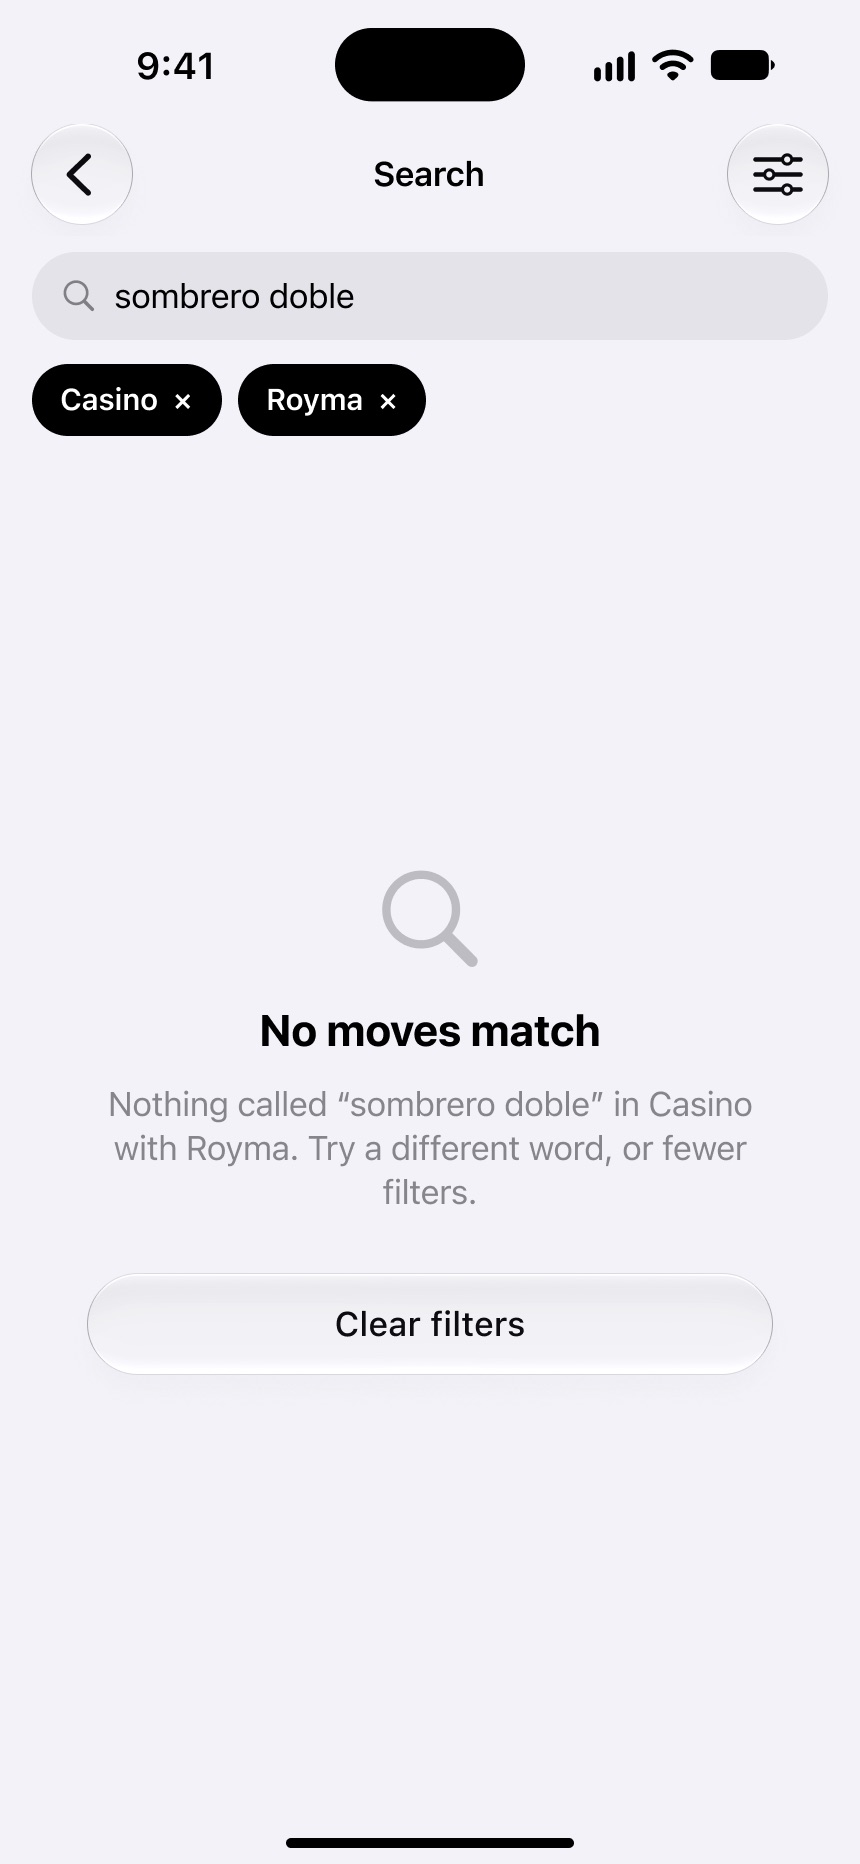 9:41
Search
sombrero doble
Casino ×
Royma ×
No moves match
Nothing called “sombrero doble” in Casino
with Royma. Try a different word, or fewer
filters.
Clear filters